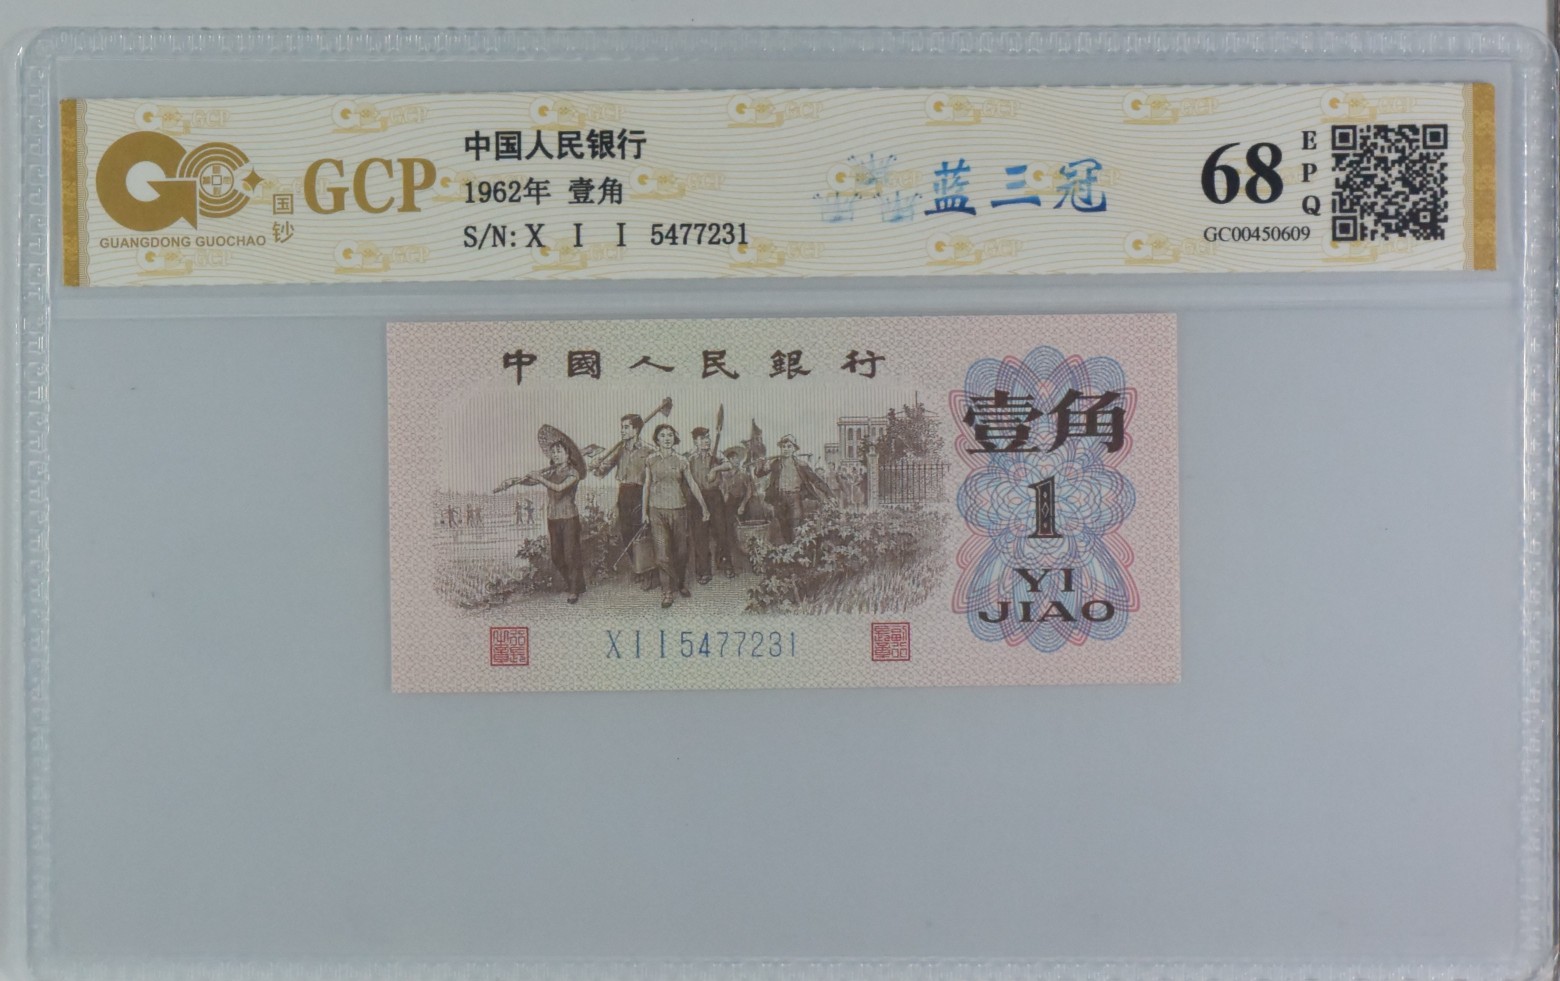 GCP
国钞
GUANGDONG GUOCHAO
中国人民银行
1962年 壹角
S/N: X I I 5477231
蓝三冠
68
EPQ
GC00450609
中國人民銀行
壹角
1
YI
JIAO
X I I 5477231